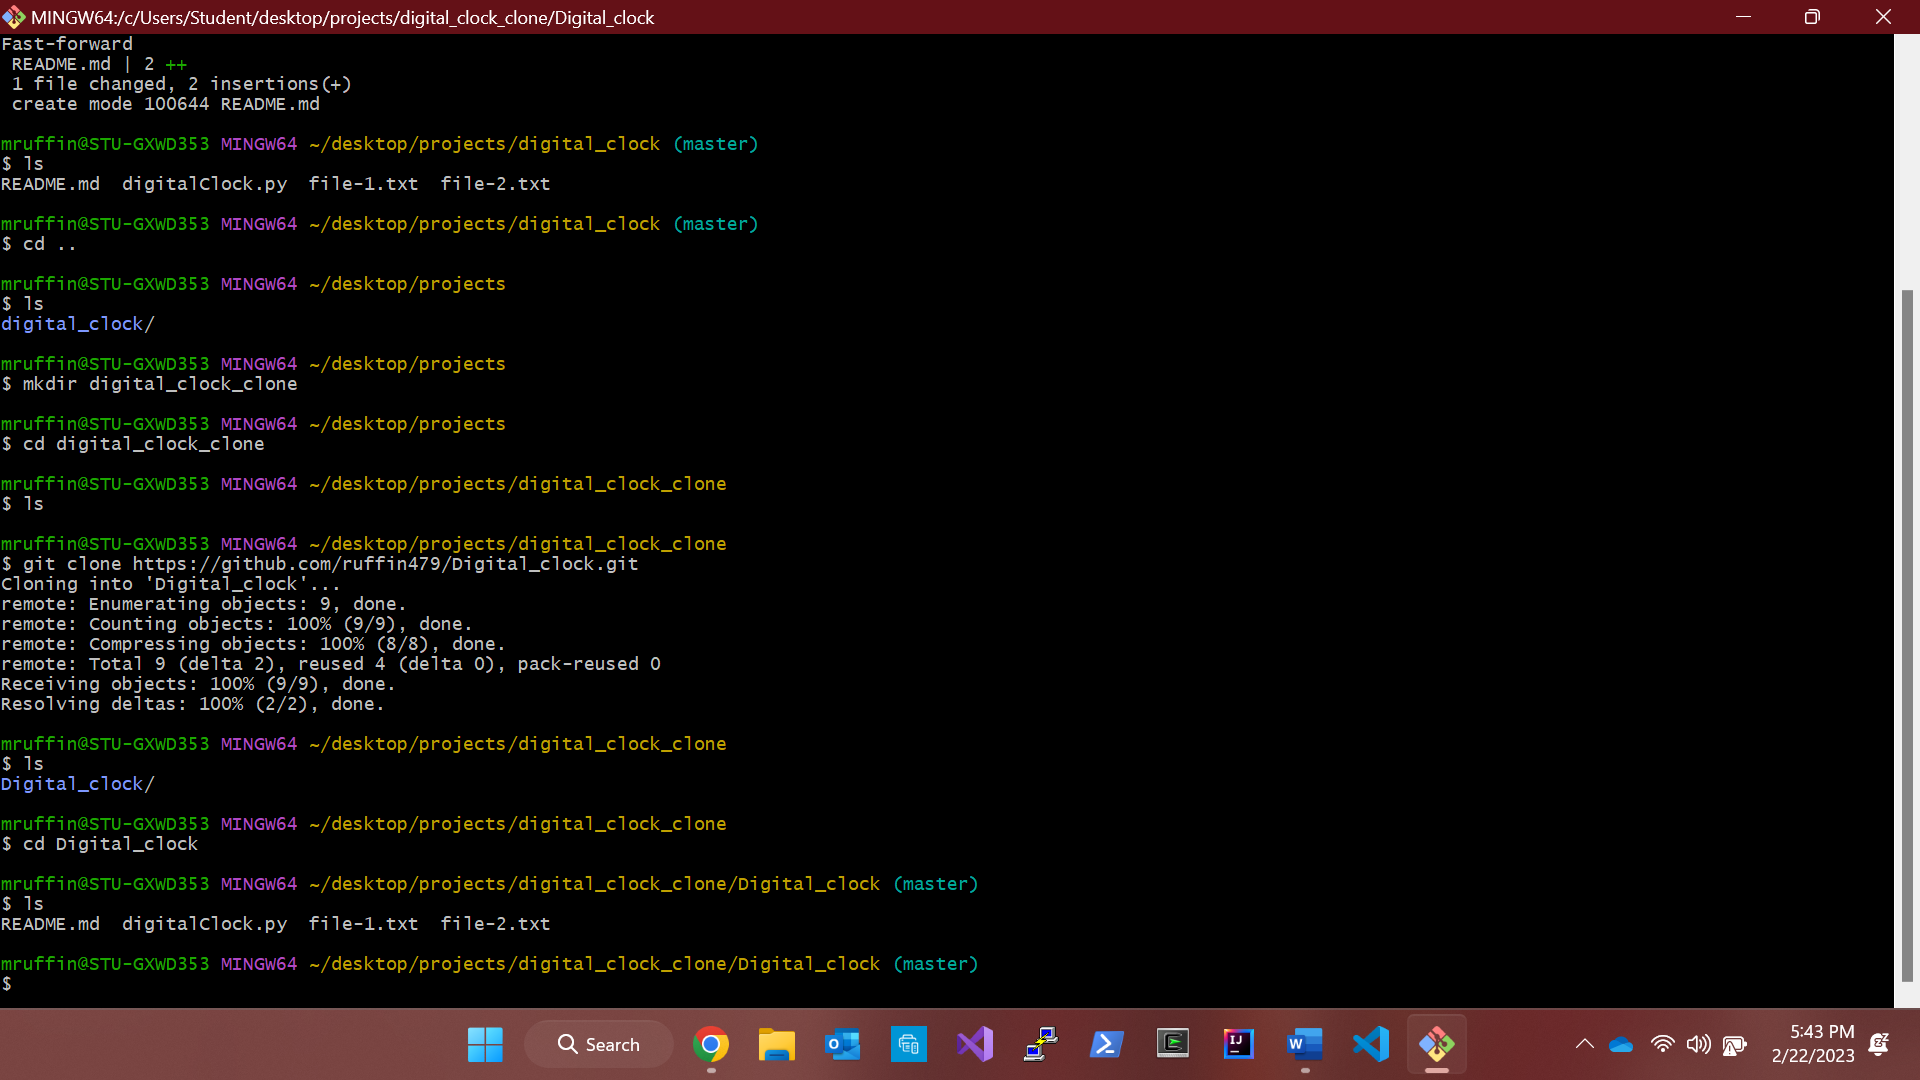 MINGW64:/c/Users/Student/desktop/projects/digital_clock_clone/Digital_clock
Fast-forward
 README.md | 2 ++
 1 file changed, 2 insertions(+)
 create mode 100644 README.md
mruffin@STU-GXWD353 MINGW64 ~/desktop/projects/digital_clock (master)
$ ls
README.md  digitalClock.py  file-1.txt  file-2.txt
mruffin@STU-GXWD353 MINGW64 ~/desktop/projects/digital_clock (master)
$ cd ..
mruffin@STU-GXWD353 MINGW64 ~/desktop/projects
$ ls
digital_clock/
mruffin@STU-GXWD353 MINGW64 ~/desktop/projects
$ mkdir digital_clock_clone
mruffin@STU-GXWD353 MINGW64 ~/desktop/projects
$ cd digital_clock_clone
mruffin@STU-GXWD353 MINGW64 ~/desktop/projects/digital_clock_clone
$ ls
mruffin@STU-GXWD353 MINGW64 ~/desktop/projects/digital_clock_clone
$ git clone https://github.com/ruffin479/Digital_clock.git
Cloning into 'Digital_clock'...
remote: Enumerating objects: 9, done.
remote: Counting objects: 100% (9/9), done.
remote: Compressing objects: 100% (8/8), done.
remote: Total 9 (delta 2), reused 4 (delta 0), pack-reused 0
Receiving objects: 100% (9/9), done.
Resolving deltas: 100% (2/2), done.
mruffin@STU-GXWD353 MINGW64 ~/desktop/projects/digital_clock_clone
$ ls
Digital_clock/
mruffin@STU-GXWD353 MINGW64 ~/desktop/projects/digital_clock_clone
$ cd Digital_clock
mruffin@STU-GXWD353 MINGW64 ~/desktop/projects/digital_clock_clone/Digital_clock (master)
$ ls
README.md  digitalClock.py  file-1.txt  file-2.txt
mruffin@STU-GXWD353 MINGW64 ~/desktop/projects/digital_clock_clone/Digital_clock (master)
$
Search
5:43 PM
2/22/2023